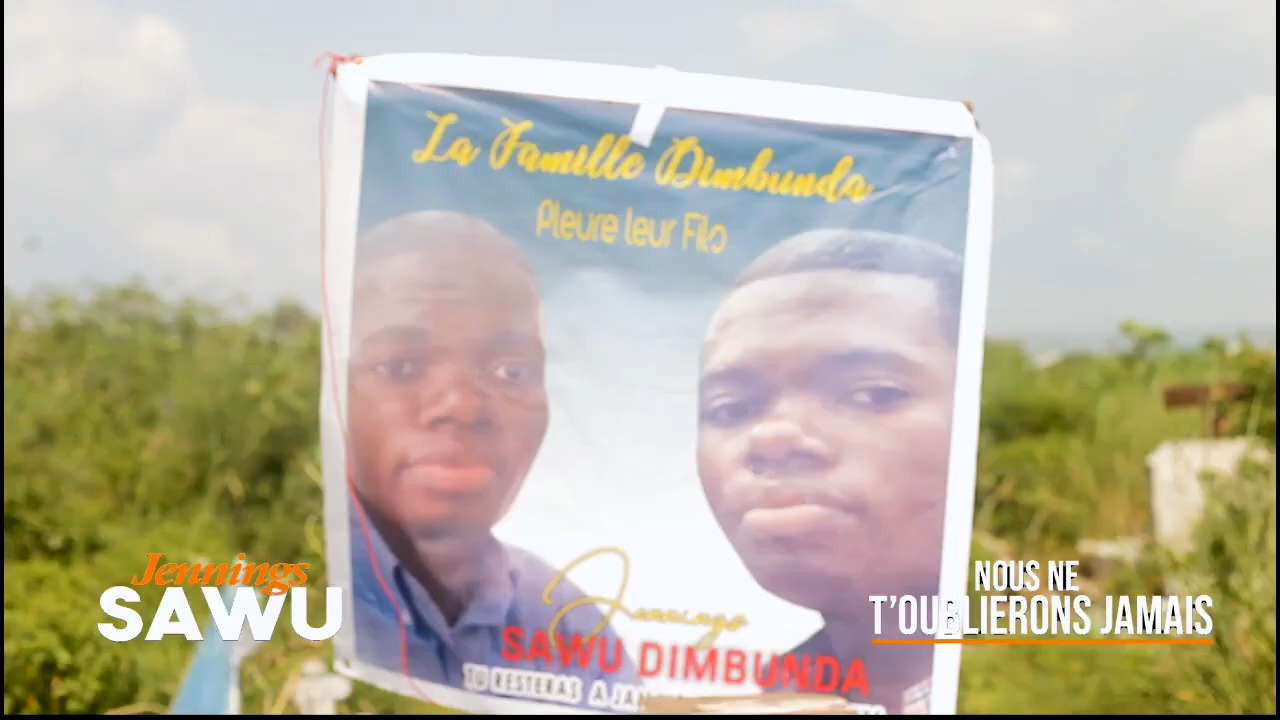 La Famille Dimbunda
Pleure leur Fils
Jennings
SAWU DIMBUNDA
TU RESTERAS A
Jennings
SAWU
NOUS NE
T'OUBLIERONS JAMAIS